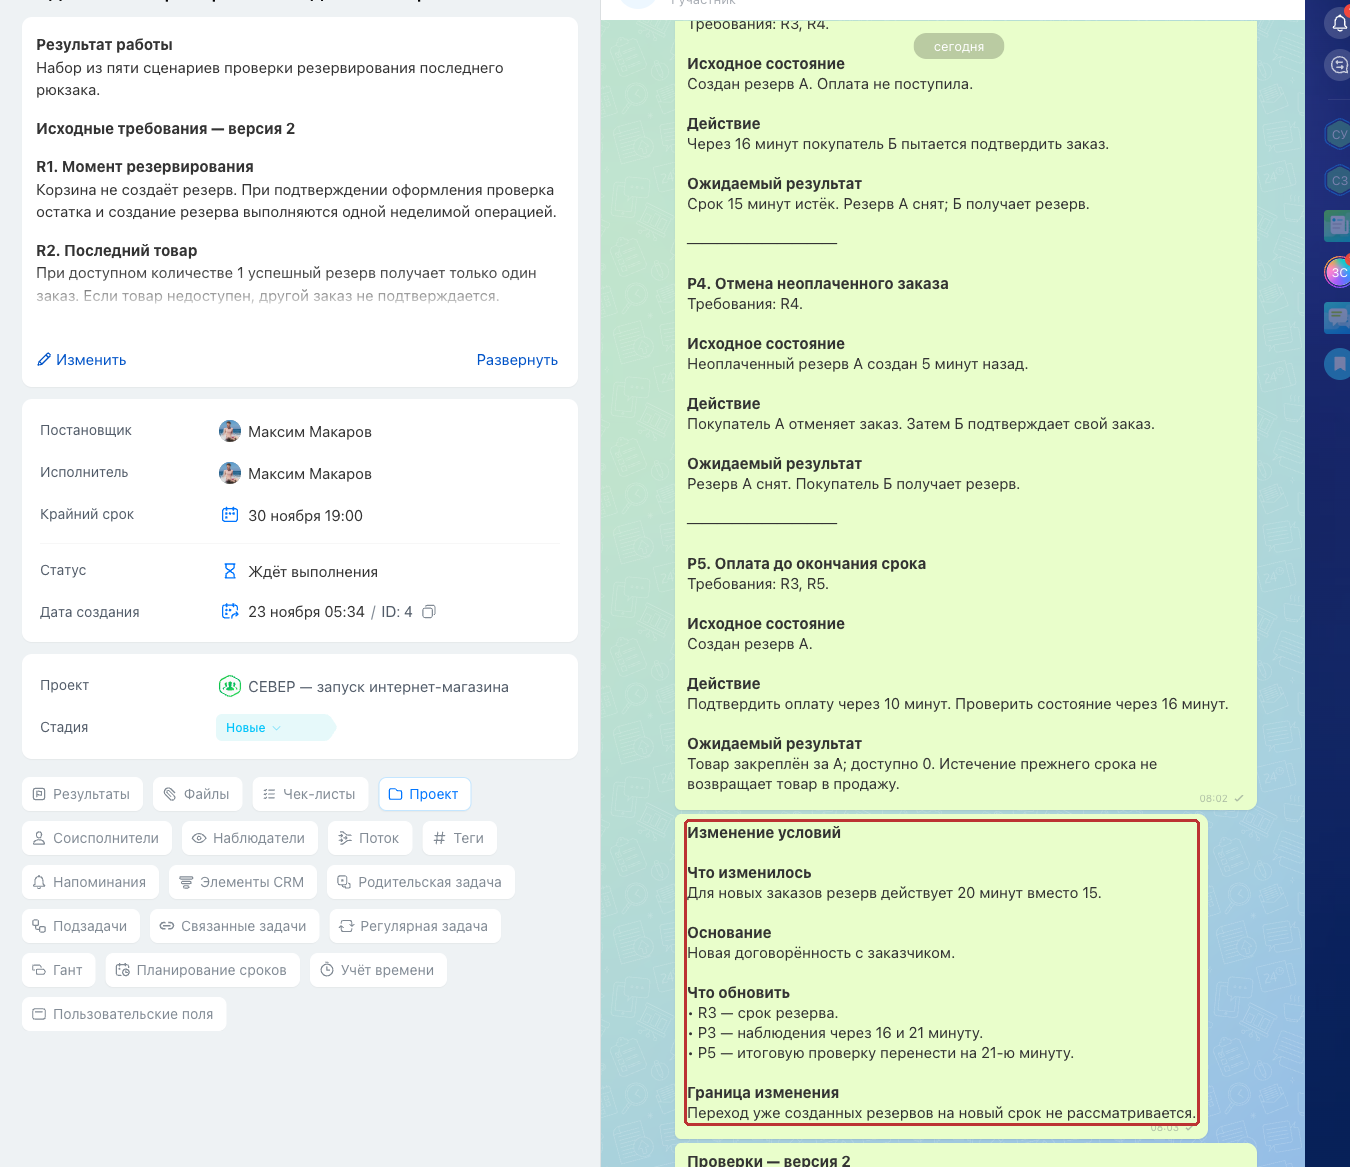 Результат работы
Набор из пяти сценариев проверки резервирования последнего
рюкзака.
Исходные требования — версия 2
R1. Момент резервирования
Корзина не создаёт резерв. При подтверждении оформления проверка
остатка и создание резерва выполняются одной неделимой операцией.
R2. Последний товар
При доступном количестве 1 успешный резерв получает только один
заказ. Если товар недоступен, другой заказ не подтверждается.
Изменить
Развернуть
Постановщик
Максим Макаров
Исполнитель
Максим Макаров
Крайний срок
30 ноября 19:00
Статус
Ждёт выполнения
Дата создания
23 ноября 05:34 / ID: 4
Проект
СЕВЕР — запуск интернет-магазина
Стадия
Новые
Результаты
Файлы
Чек-листы
Проект
Соисполнители
Наблюдатели
Поток
Теги
Напоминания
Элементы CRM
Родительская задача
Подзадачи
Связанные задачи
Регулярная задача
Гант
Планирование сроков
Учёт времени
Пользовательские поля
1 участник
Требования: R3, R4.
сегодня
Исходное состояние
Создан резерв А. Оплата не поступила.
Действие
Через 16 минут покупатель Б пытается подтвердить заказ.
Ожидаемый результат
Срок 15 минут истёк. Резерв А снят; Б получает резерв.
Р4. Отмена неоплаченного заказа
Требования: R4.
Исходное состояние
Неоплаченный резерв А создан 5 минут назад.
Действие
Покупатель А отменяет заказ. Затем Б подтверждает свой заказ.
Ожидаемый результат
Резерв А снят. Покупатель Б получает резерв.
Р5. Оплата до окончания срока
Требования: R3, R5.
Исходное состояние
Создан резерв А.
Действие
Подтвердить оплату через 10 минут. Проверить состояние через 16 минут.
Ожидаемый результат
Товар закреплён за А; доступно 0. Истечение прежнего срока не
возвращает товар в продажу.
08:02
Изменение условий
Что изменилось
Для новых заказов резерв действует 20 минут вместо 15.
Основание
Новая договорённость с заказчиком.
Что обновить
• R3 — срок резерва.
• Р3 — наблюдения через 16 и 21 минуту.
• Р5 — итоговую проверку перенести на 21-ю минуту.
Граница изменения
Переход уже созданных резервов на новый срок не рассматривается.
08:03
Проверки — версия 2
СУ
СЗ
ЗС